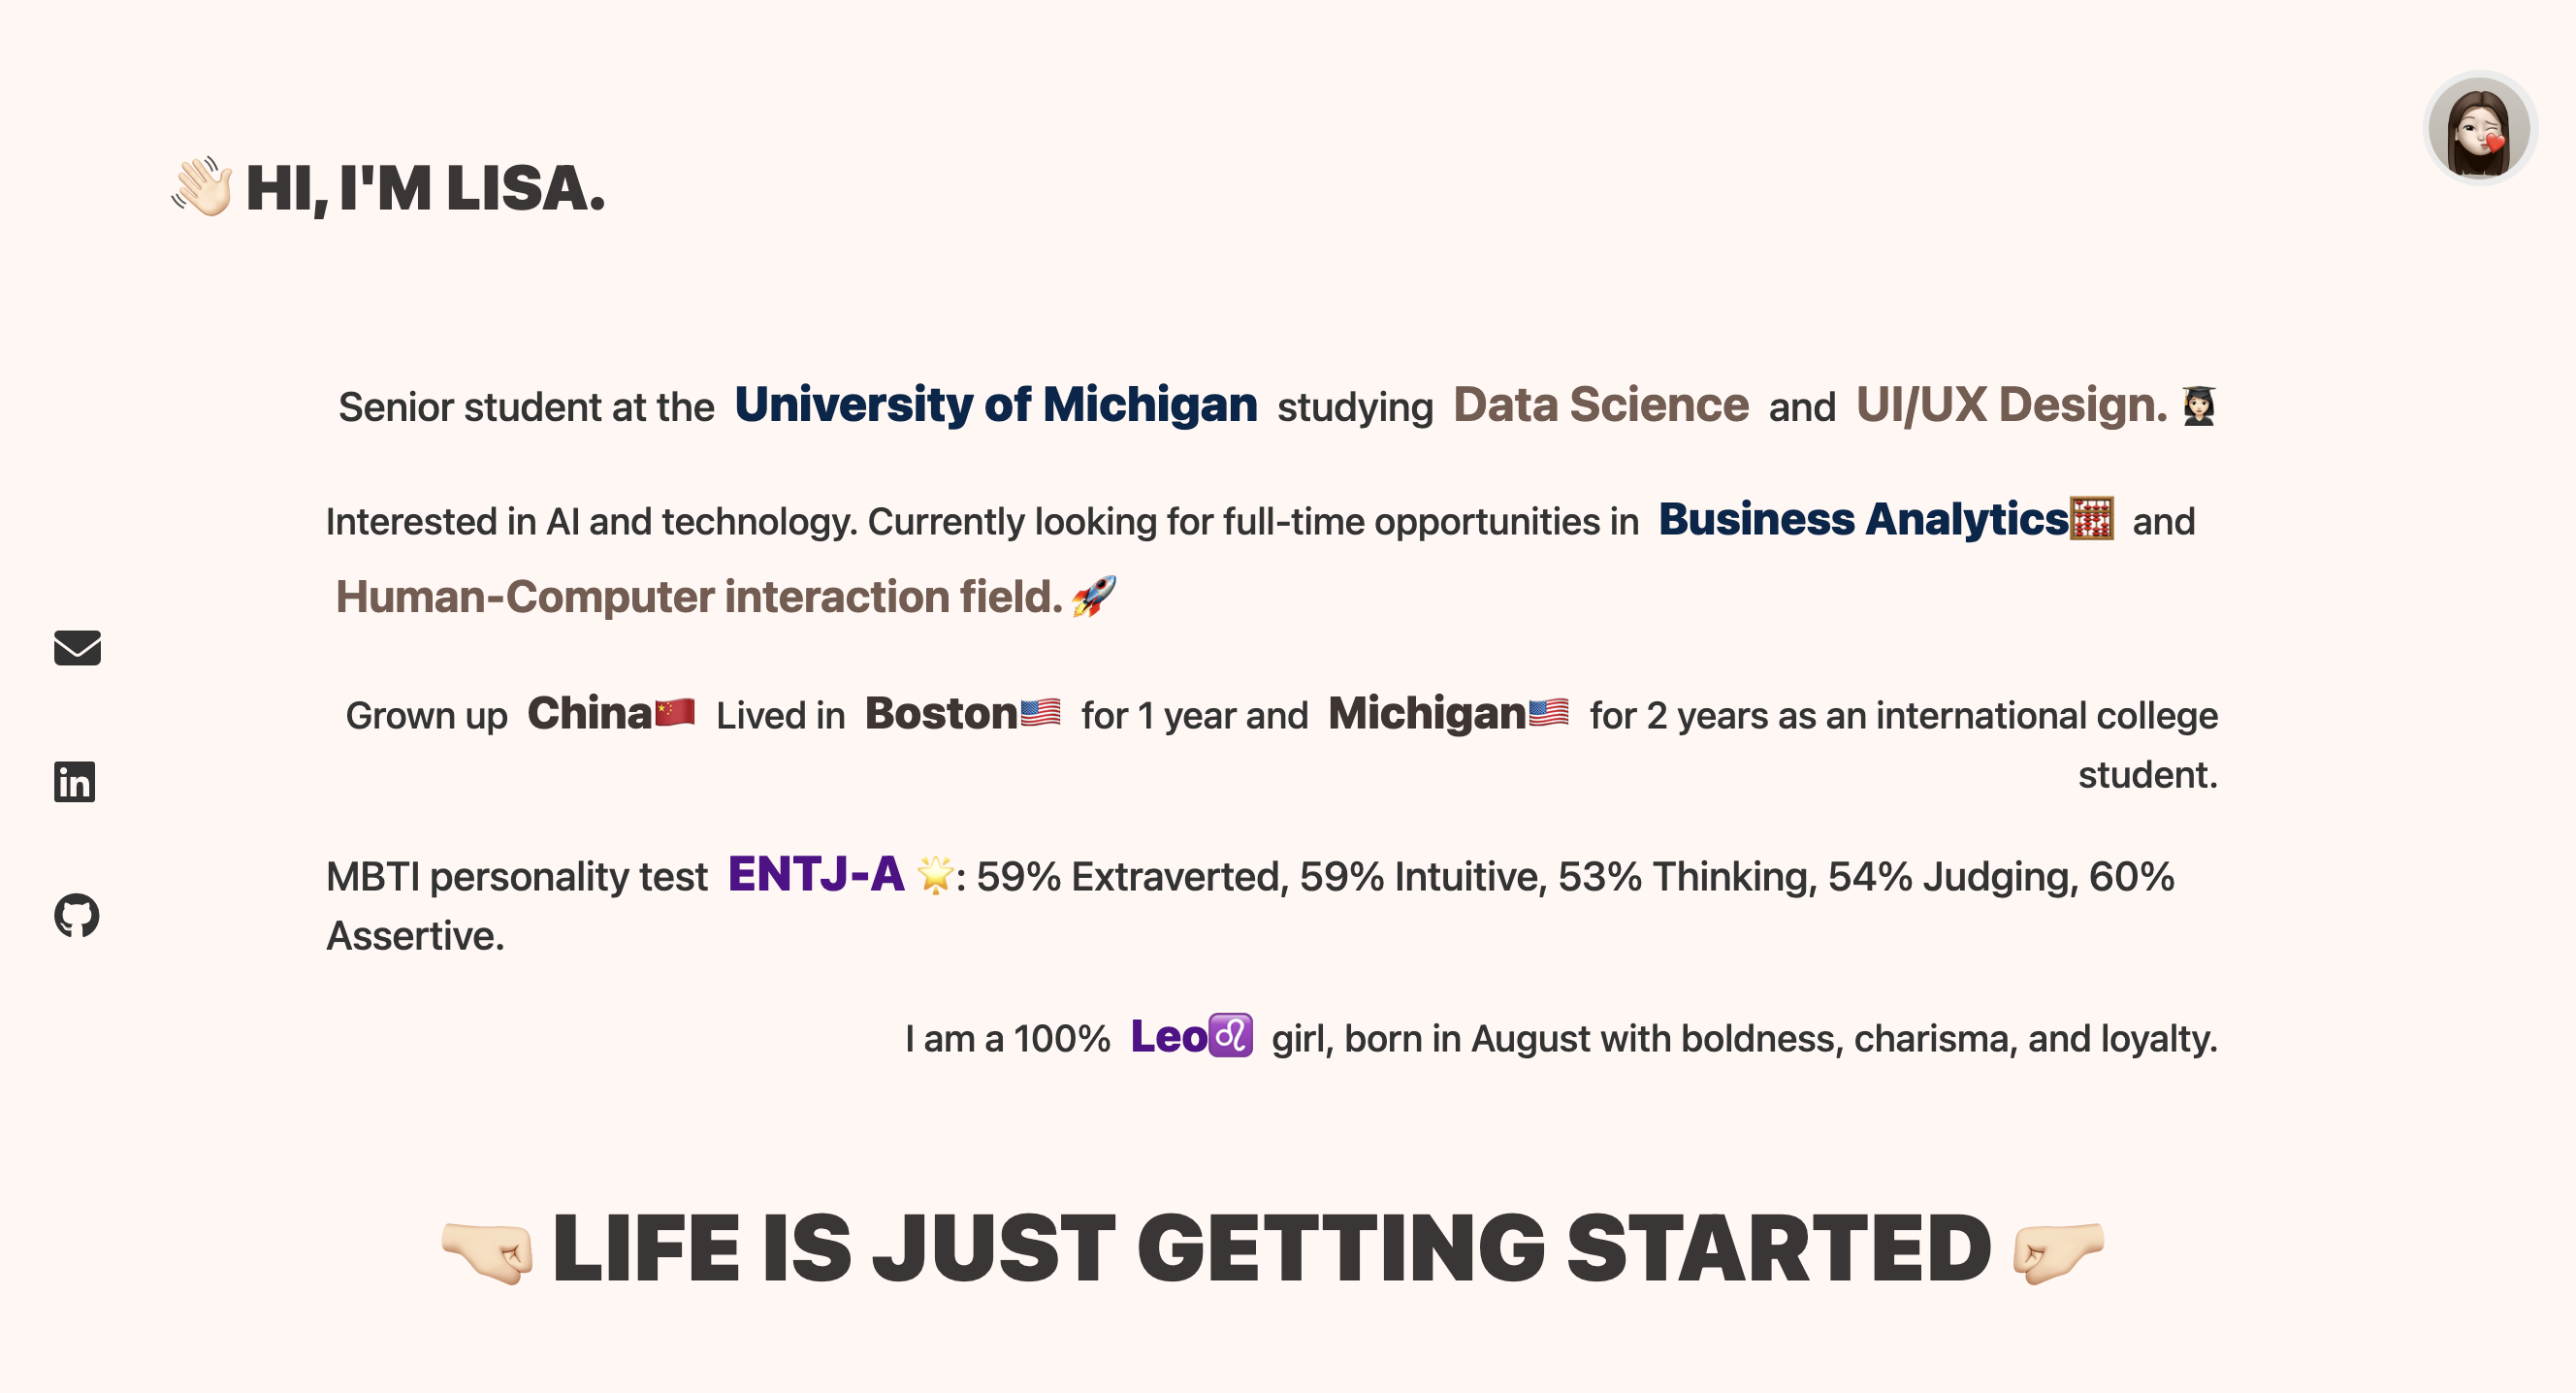 👋🏻 HI, I'M LISA.
Senior student at the University of Michigan studying Data Science and UI/UX Design. 👩🏻‍🎓
Interested in AI and technology. Currently looking for full-time opportunities in Business Analytics🧮 and
Human-Computer interaction field. 🚀
Grown up China🇨🇳 Lived in Boston🇺🇸 for 1 year and Michigan🇺🇸 for 2 years as an international college
student.
MBTI personality test ENTJ-A 🌟: 59% Extraverted, 59% Intuitive, 53% Thinking, 54% Judging, 60%
Assertive.
I am a 100% Leo♌ girl, born in August with boldness, charisma, and loyalty.
🤜🏻 LIFE IS JUST GETTING STARTED 🤛🏻